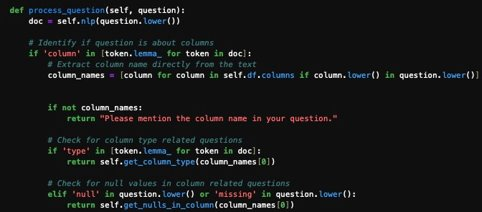 def process_question(self, question):
    doc = self.nlp(question.lower())

    # Identify if question is about columns
    if 'column' in [token.lemma_ for token in doc]:
        # Extract column name directly from the text
        column_names = [column for column in self.df.columns if column.lower() in question.lower()]


        if not column_names:
            return "Please mention the column name in your question."

        # Check for column type related questions
        if 'type' in [token.lemma_ for token in doc]:
            return self.get_column_type(column_names[0])

        # Check for null values in column related questions
        elif 'null' in question.lower() or 'missing' in question.lower():
            return self.get_nulls_in_column(column_names[0])